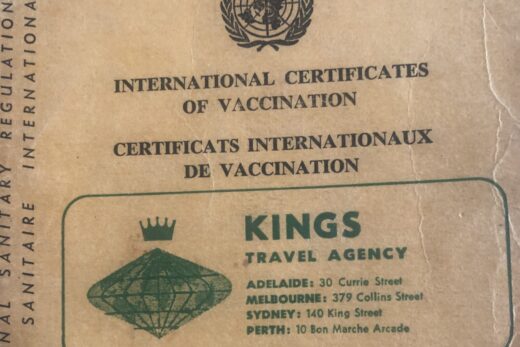 NAL SANITARY REGULATION
SANITAIRE INTERNATIONA
INTERNATIONAL CERTIFICATES
OF VACCINATION
CERTIFICATS INTERNATIONAUX
DE VACCINATION
KINGS
TRAVEL AGENCY
ADELAIDE: 30 Currie Street
MELBOURNE: 379 Collins Street
SYDNEY: 140 King Street
PERTH: 10 Bon Marche Arcade